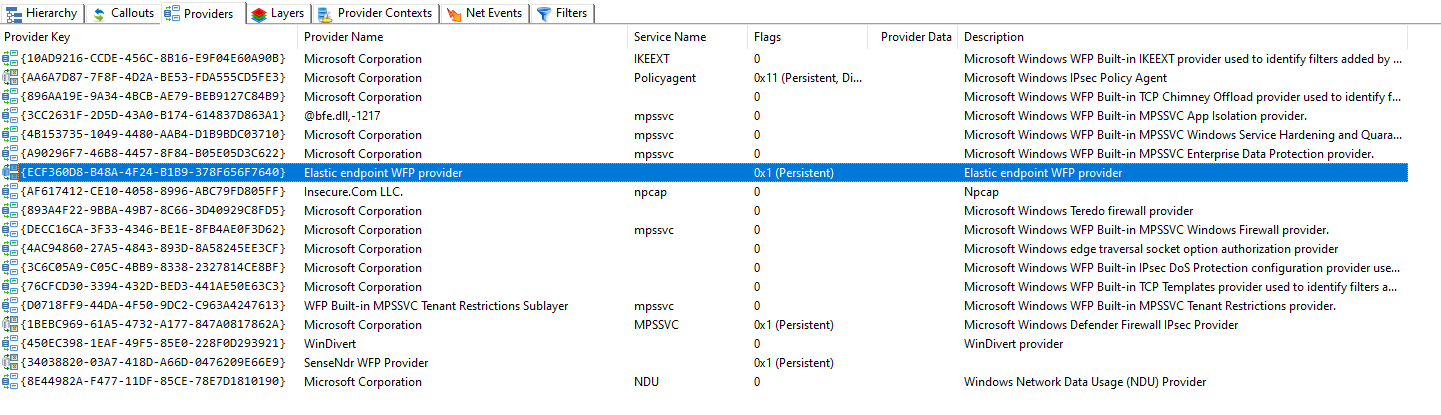 Hierarchy Callouts Providers Layers Provider Contexts Net Events Filters
Provider Key Provider Name Service Name Flags Provider Data Description
{10AD9216-CCDE-456C-8B16-E9F04E60A90B} Microsoft Corporation IKEEXT 0 Microsoft Windows WFP Built-in IKEEXT provider used to identify filters added by ...
{AA6A7D87-7F8F-4D2A-BE53-FDA555CD5FE3} Microsoft Corporation Policyagent 0x11 (Persistent, Di... Microsoft Windows IPsec Policy Agent
{896AA19E-9A34-4BCB-AE79-BEB9127C84B9} Microsoft Corporation 0 Microsoft Windows WFP Built-in TCP Chimney Offload provider used to identify f...
{3CC2631F-2D5D-43A0-B174-614837D863A1} @bfe.dll,-1217 mpssvc 0 Microsoft Windows WFP Built-in MPSSVC App Isolation provider.
{4B153735-1049-4480-AAB4-D1B9BDC03710} Microsoft Corporation mpssvc 0 Microsoft Windows WFP Built-in MPSSVC Windows Service Hardening and Quara...
{A90296F7-46B8-4457-8F84-B05E05D3C622} Microsoft Corporation mpssvc 0 Microsoft Windows WFP Built-in MPSSVC Enterprise Data Protection provider.
{ECF360D8-B48A-4F24-B1B9-378F656F7640} Elastic endpoint WFP provider 0x1 (Persistent) Elastic endpoint WFP provider
{AF617412-CE10-4058-8996-ABC79FD805FF} Insecure.Com LLC. npcap 0 Npcap
{893A4F22-9BBA-49B7-8C66-3D40929C8FD5} Microsoft Corporation 0 Microsoft Windows Teredo firewall provider
{DECC16CA-3F33-4346-BE1E-8FB4AE0F3D62} Microsoft Corporation mpssvc 0 Microsoft Windows WFP Built-in MPSSVC Windows Firewall provider.
{4AC94860-27A5-4843-893D-8A58245EE3CF} Microsoft Corporation 0 Microsoft Windows edge traversal socket option authorization provider
{3C6C05A9-C05C-4BB9-8338-2327814CE8BF} Microsoft Corporation 0 Microsoft Windows WFP Built-in IPsec DoS Protection configuration provider use...
{76CFCD30-3394-432D-BED3-441AE50E63C3} Microsoft Corporation 0 Microsoft Windows WFP Built-in TCP Templates provider used to identify filters a...
{D0718FF9-44DA-4F50-9DC2-C963A4247613} WFP Built-in MPSSVC Tenant Restrictions Sublayer mpssvc 0 Microsoft Windows WFP Built-in MPSSVC Tenant Restrictions provider.
{1BEBC969-61A5-4732-A177-847A0817862A} Microsoft Corporation MPSSVC 0x1 (Persistent) Microsoft Windows Defender Firewall IPsec Provider
{450EC398-1EAF-49F5-85E0-228F0D293921} WinDivert 0 WinDivert provider
{34038820-03A7-418D-A66D-0476209E66E9} SenseNdr WFP Provider 0x1 (Persistent)
{8E44982A-F477-11DF-85CE-78E7D1810190} Microsoft Corporation NDU 0 Windows Network Data Usage (NDU) Provider